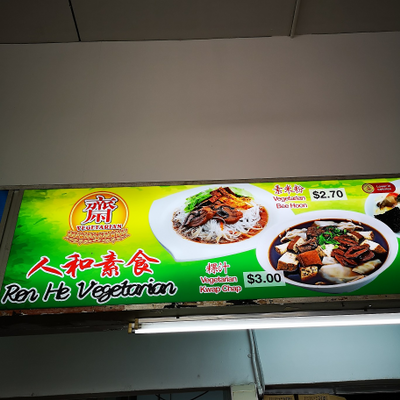 齋
VEGETARIAN
人和素食
Ren He Vegetarian
素米粉
Vegetarian
Bee Hoon
$2.70
粿汁
Vegetarian
Kwap Chap
$3.00